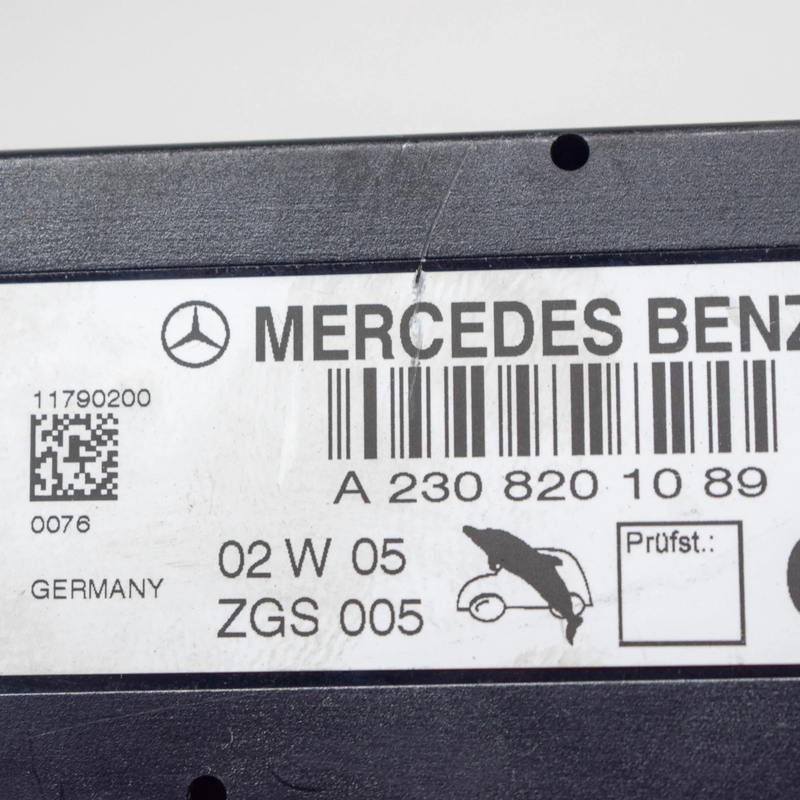 MERCEDES BENZ
11790200
A 230 820 10 89
0076
02 W 05
Prüfst.:
GERMANY
ZGS 005